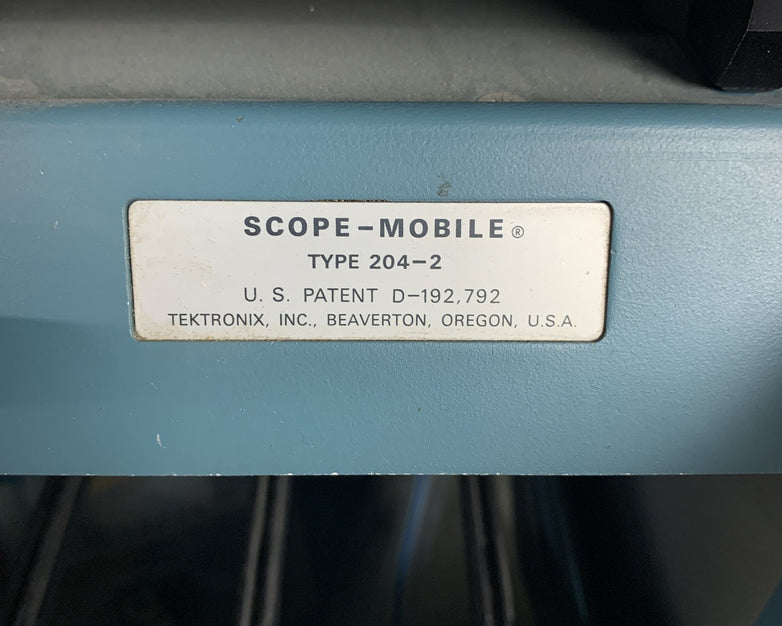 SCOPE-MOBILE®
TYPE 204-2
U. S. PATENT D-192,792
TEKTRONIX, INC., BEAVERTON, OREGON, U.S.A.